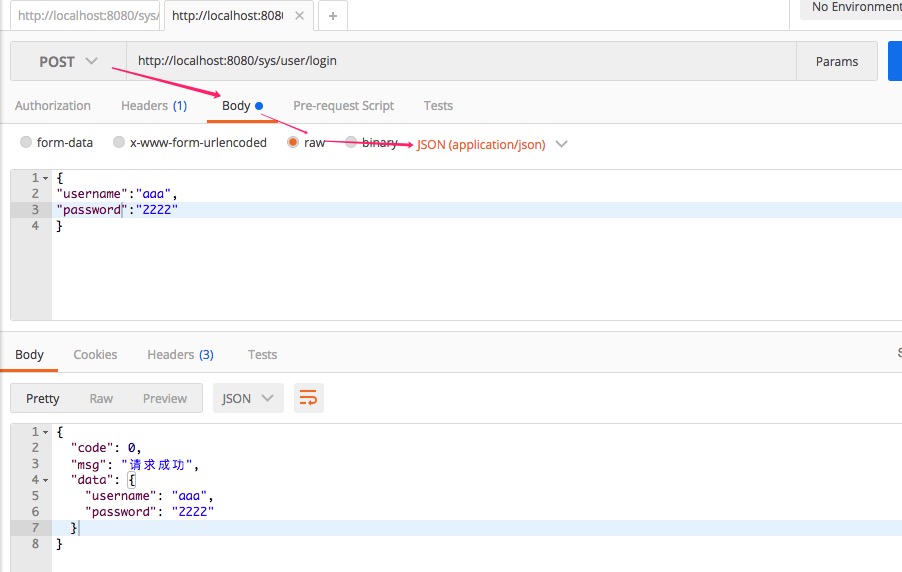 http://localhost:8080/sys/
http://localhost:808
No Environment
POST
http://localhost:8080/sys/user/login
Params
Authorization
Headers (1)
Body
Pre-request Script
Tests
form-data
x-www-form-urlencoded
raw
binary
JSON (application/json)
1 {
2 "username":"aaa",
3 "password":"2222"
4 }
Body
Cookies
Headers (3)
Tests
S
Pretty
Raw
Preview
JSON
1 {
2 "code": 0,
3 "msg": "请求成功",
4 "data": {
5 "username": "aaa",
6 "password": "2222"
7 }
8 }